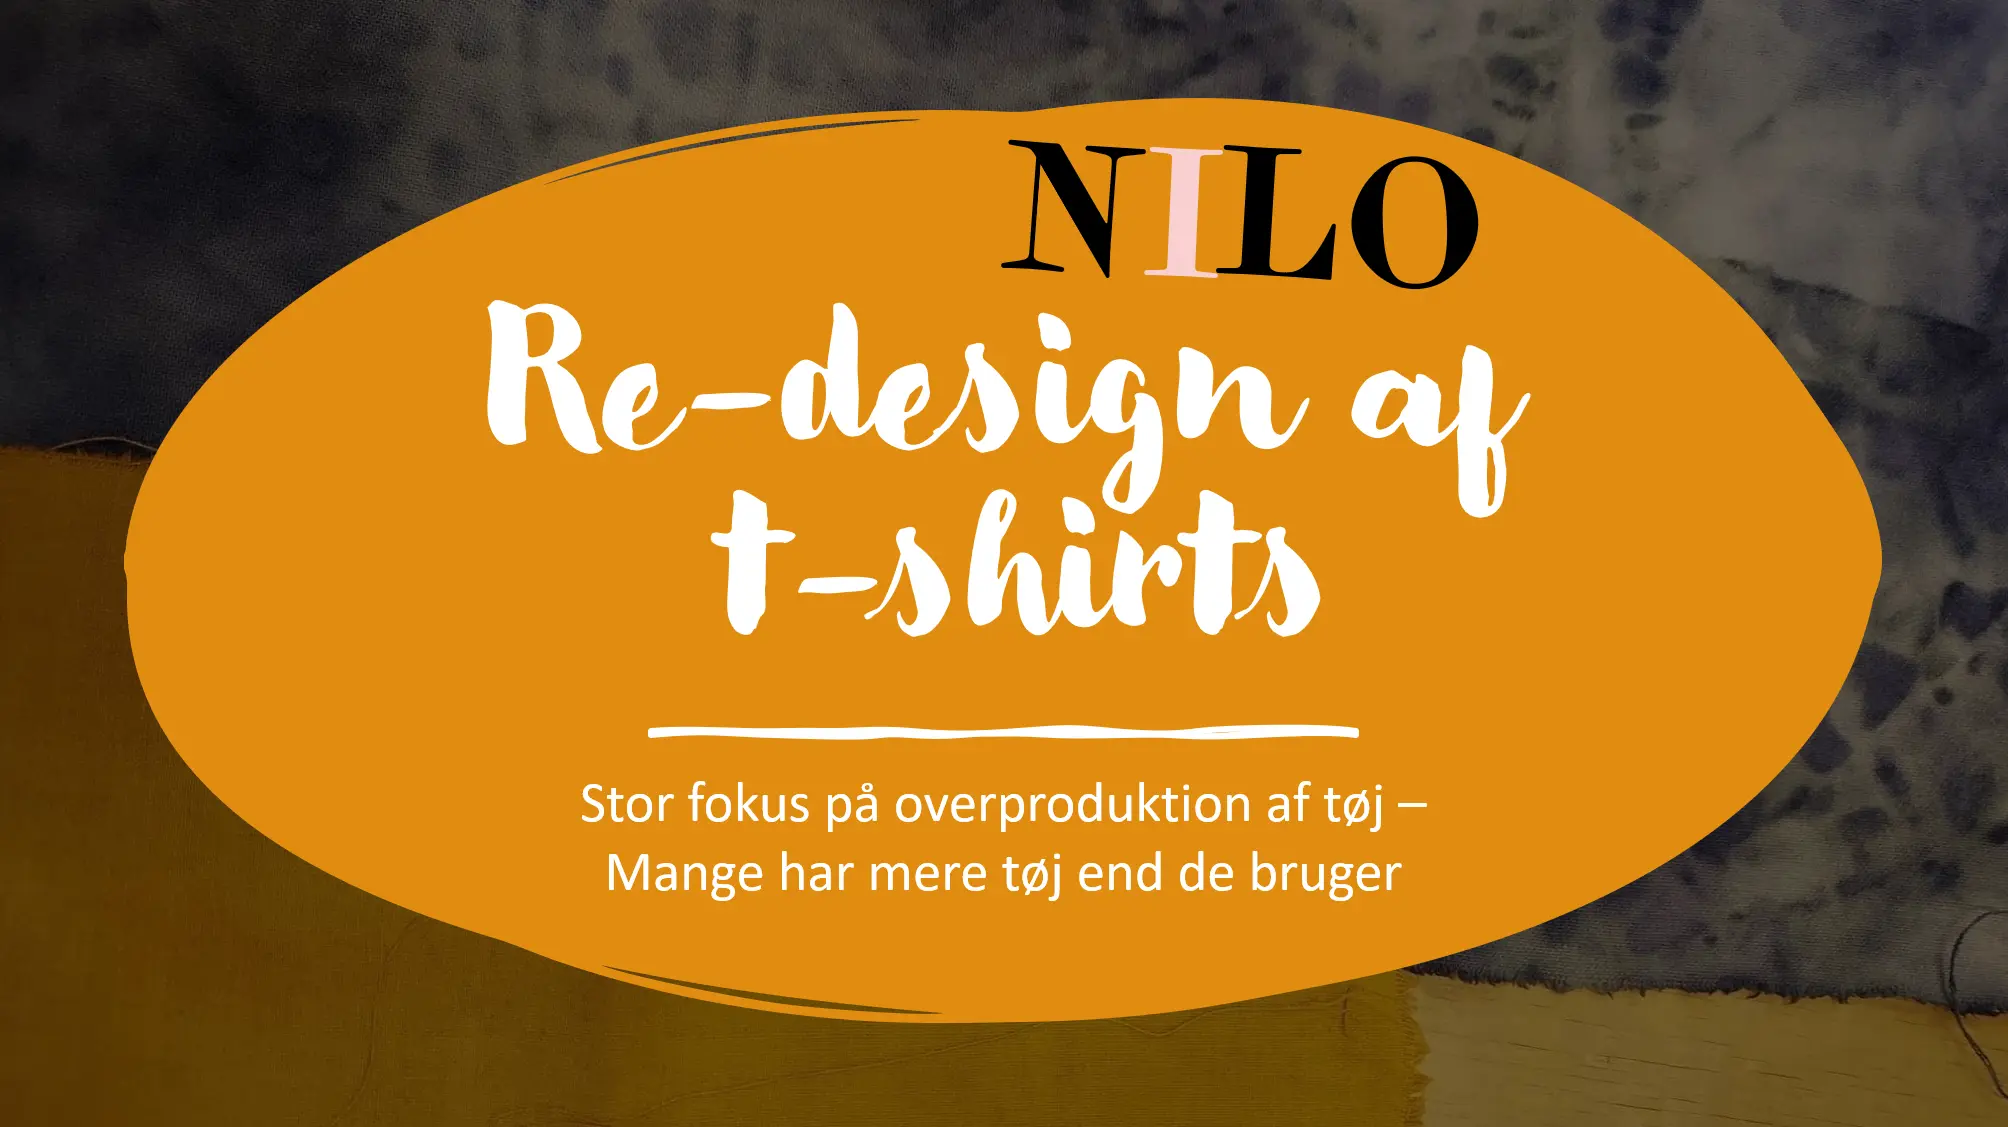 NILO
Re-design af
t-shirts
Stor fokus på overproduktion af tøj –
Mange har mere tøj end de bruger